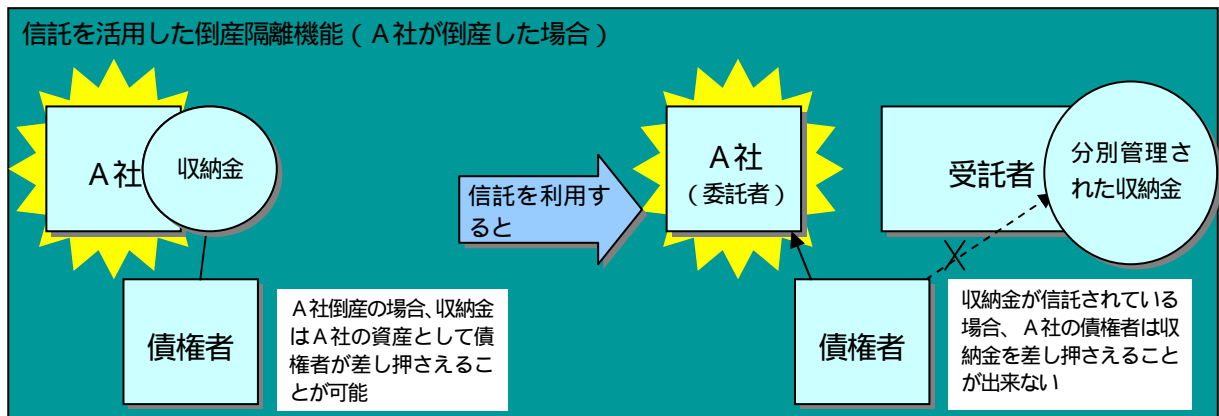 信託を活用した倒産隔離機能(A社が倒産した場合)
A社
収納金
債権者
A社倒産の場合、収納金
はA社の資産として債
権者が差し押さえるこ
とが可能
信託を利用す
ると
A社
(委託者)
受託者
分別管理さ
れた収納金
債権者
収納金が信託されている
場合、A社の債権者は収
納金を差し押さえること
が出来ない